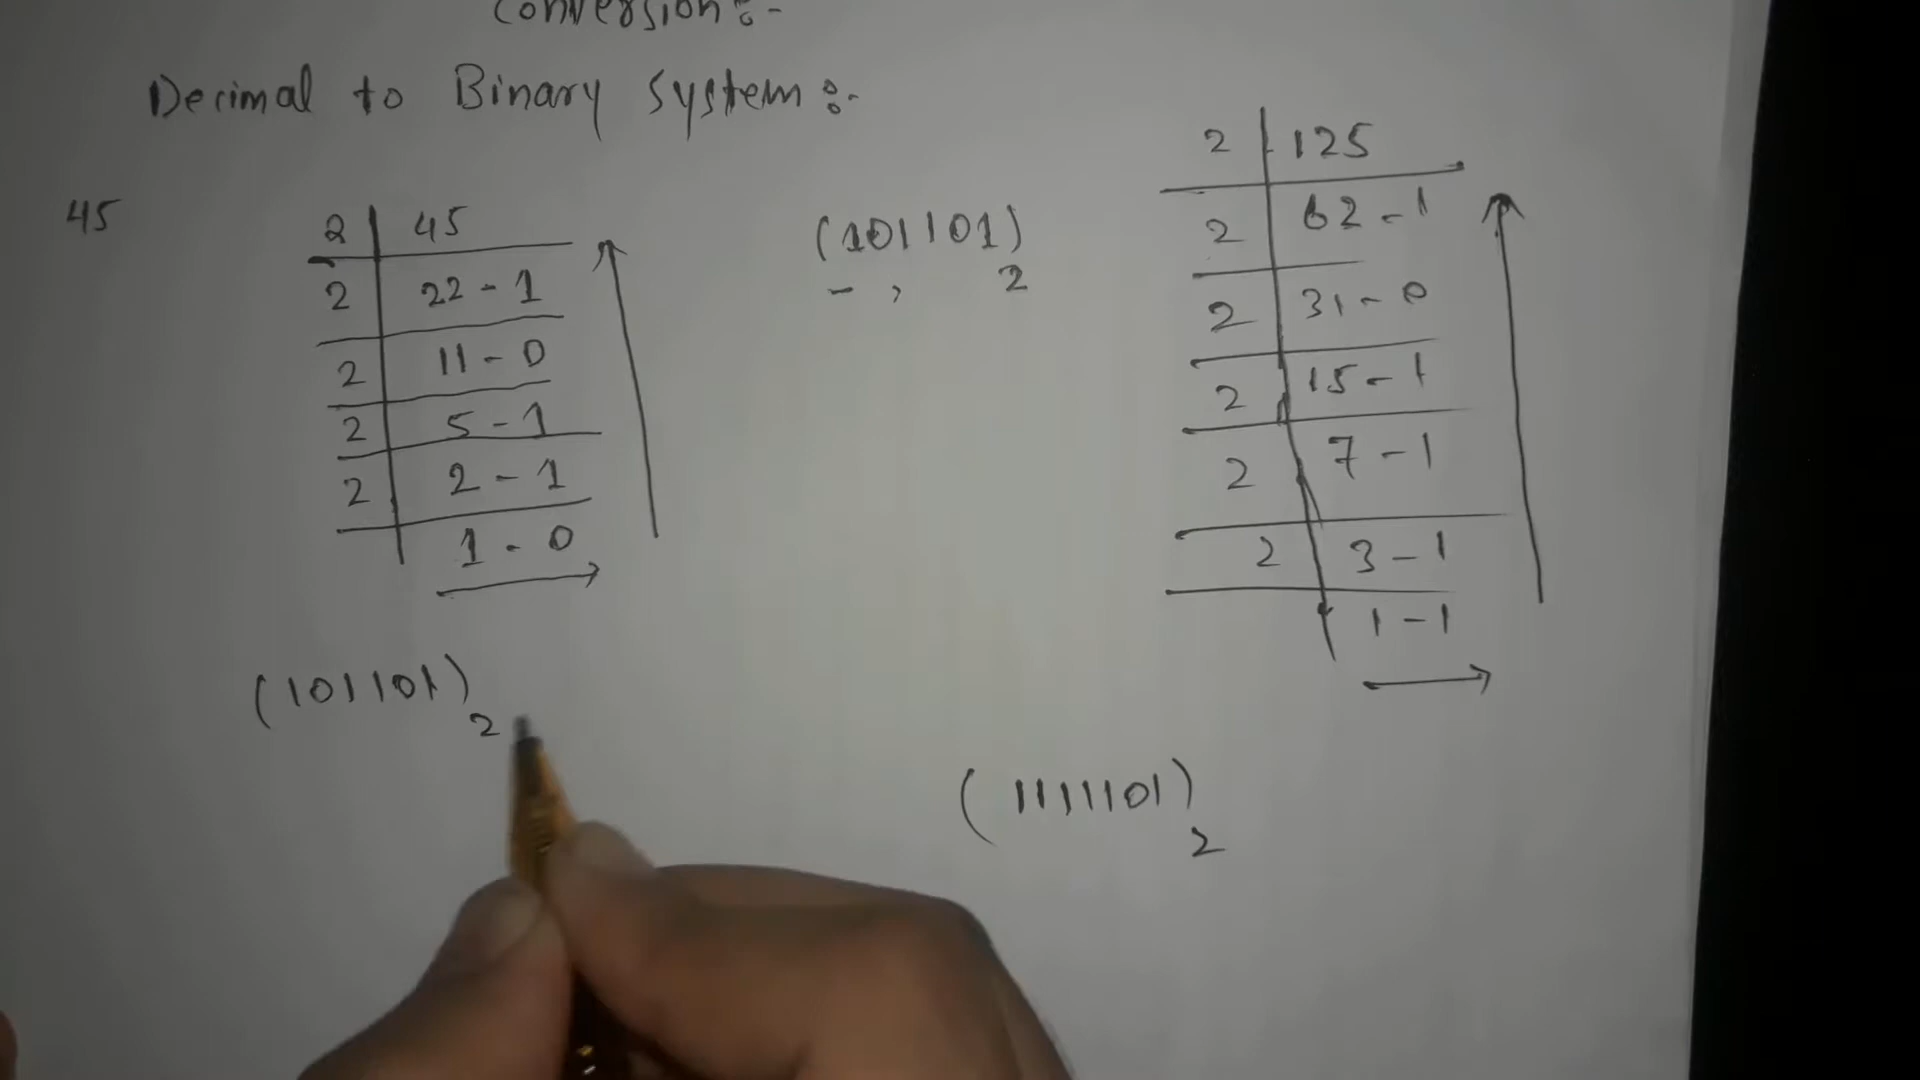 Conversion:-
Decimal to Binary System:-
45
2 | 45
2 | 22 - 1
2 | 11 - 0
2 | 5 - 1
2 | 2 - 1
1 - 0
(101101)2
- ,
(101101)2
2 | 125
2 | 62 - 1
2 | 31 - 0
2 | 15 - 1
2 | 7 - 1
2 | 3 - 1
1 - 1
(1111101)2